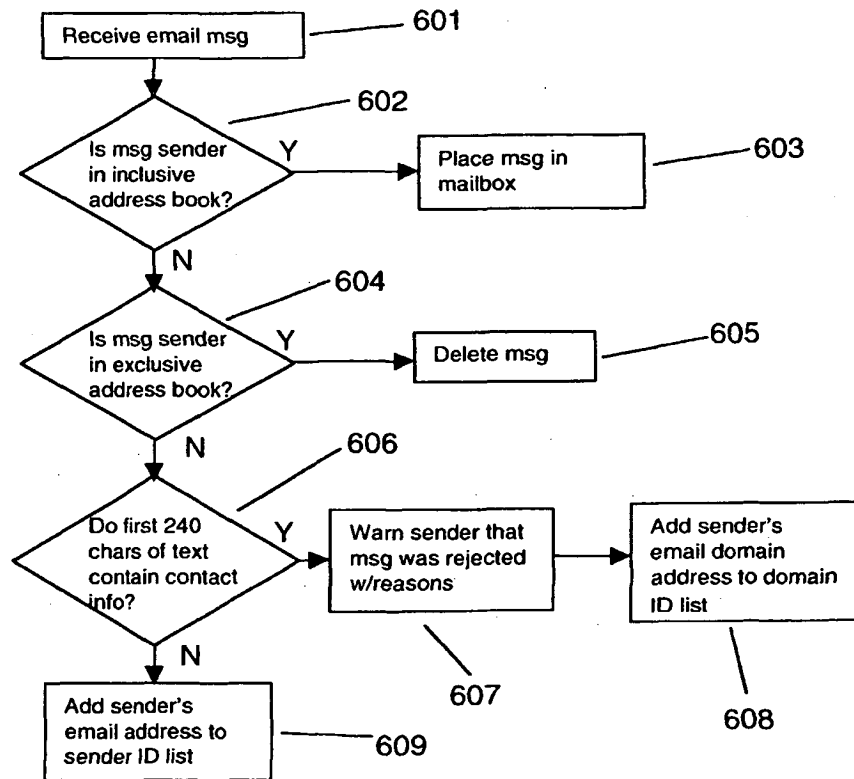 Receive email msg
601
602
Is msg sender
in inclusive
address book?
Y
Place msg in
mailbox
603
N
604
Is msg sender
in exclusive
address book?
Y
Delete msg
605
N
606
Do first 240
chars of text
contain contact
info?
Y
Warn sender that
msg was rejected
w/reasons
Add sender's
email domain
address to domain
ID list
N
607
608
Add sender's
email address to
sender ID list
609